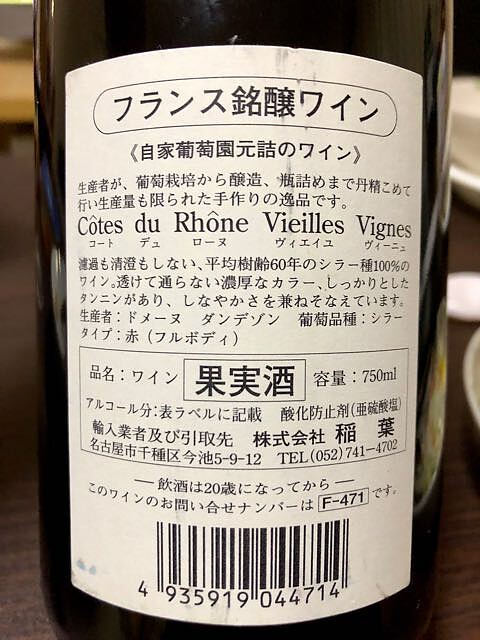 フランス銘醸ワイン
《自家葡萄園元詰のワイン》
生産者が、葡萄栽培から醸造、瓶詰めまで丹精こめて
行い生産量も限られた手作りの逸品です。
Côtes du Rhône Vieilles Vignes
コート デュ ローヌ ヴィエイユ ヴィーニュ
濾過も清澄もしない、平均樹齢60年のシラー種100%の
ワイン。透けて通らない濃厚なカラー、しっかりとした
タンニンがあり、しなやかさを兼ねそなえています。
生産者：ドメーヌ ダンデゾン 葡萄品種：シラー
タイプ：赤（フルボディ）
品名：ワイン 果実酒 容量：750ml
アルコール分：表ラベルに記載 酸化防止剤（亜硫酸塩）
輸入業者及び引取先 株式会社 稲葉
名古屋市千種区今池5-9-12 TEL(052)741-4702
―飲酒は20歳になってから―
このワインのお問い合せナンバーは F-471 です。
4 935919 044714